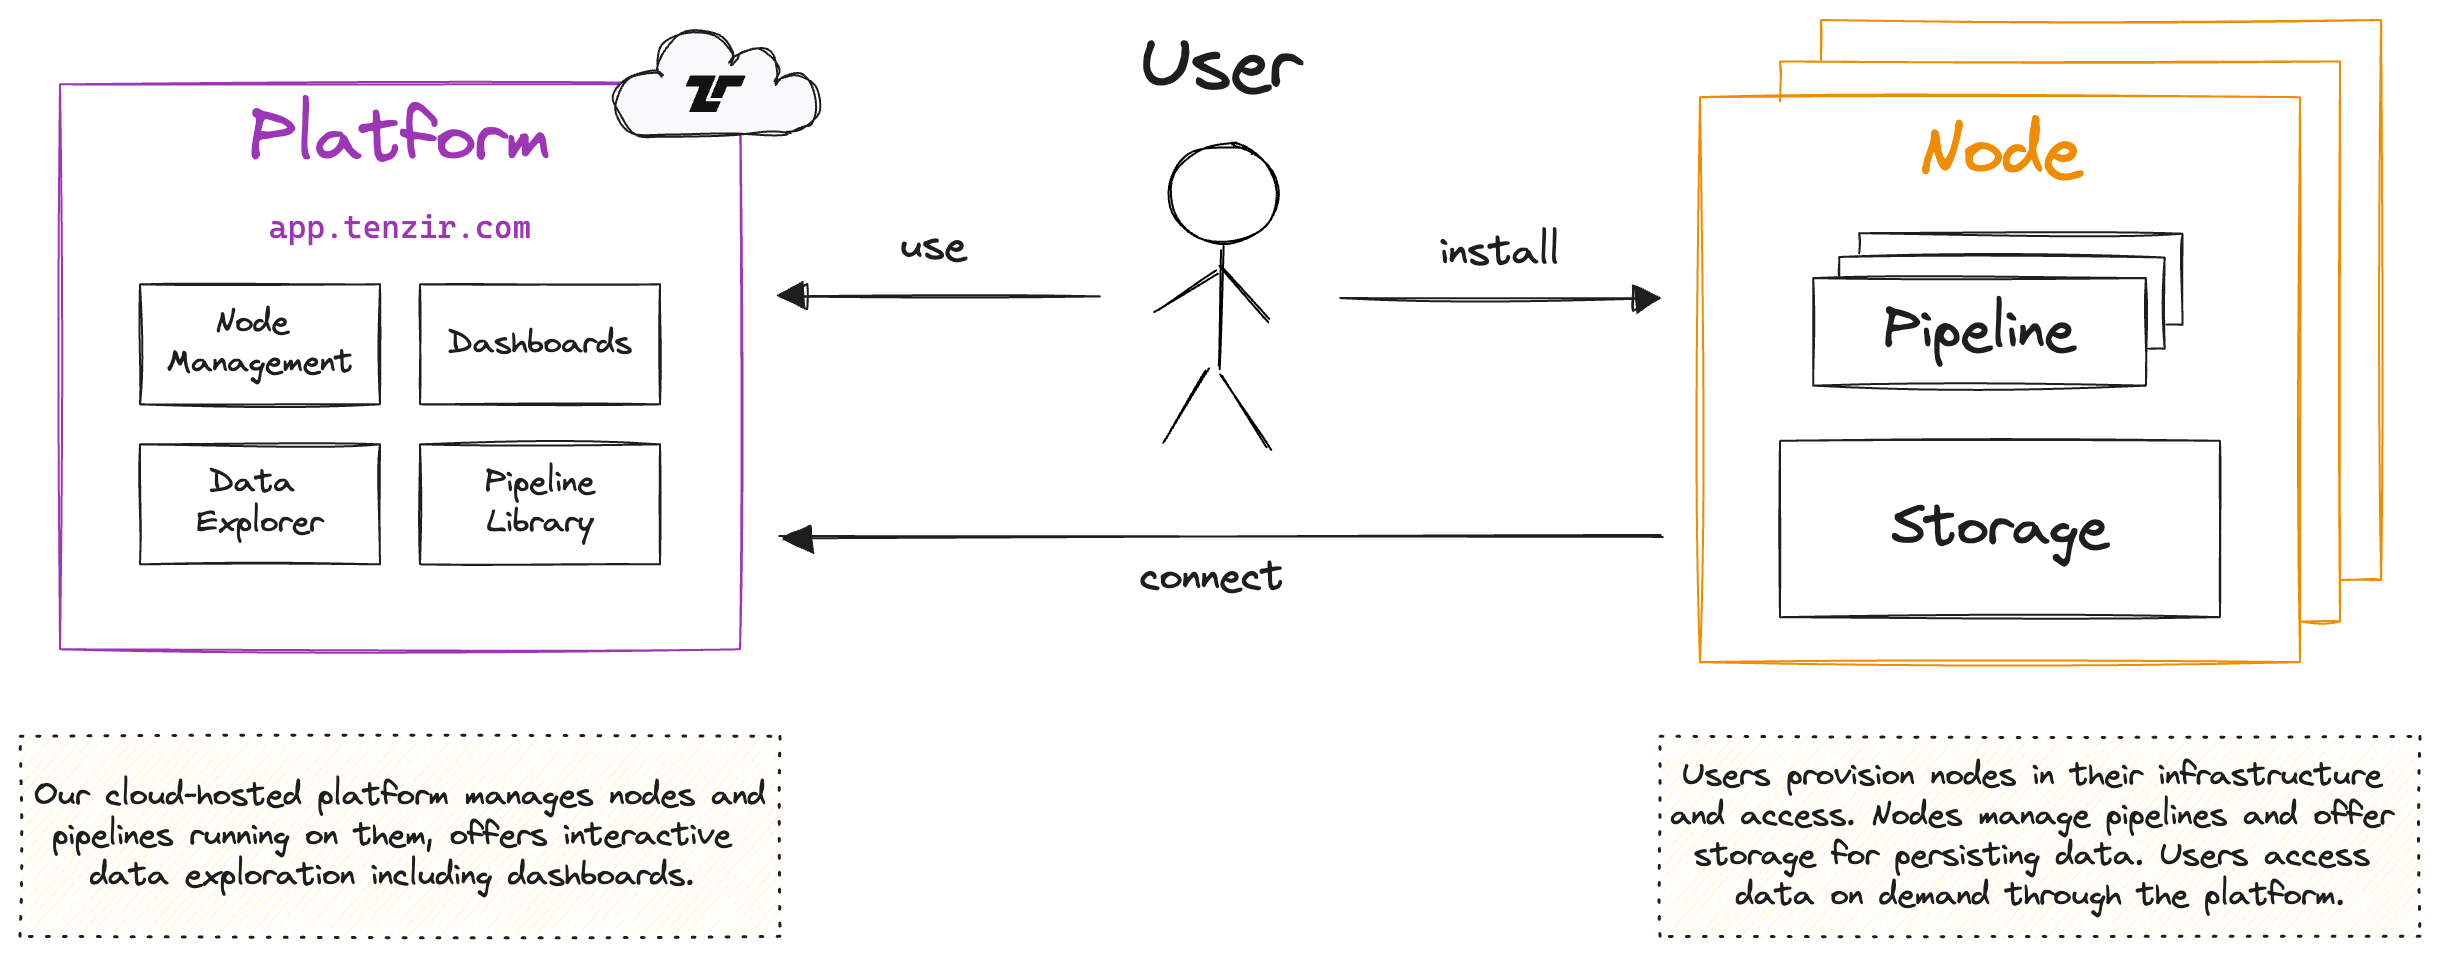 Platform
app.tenzir.com
Node
Management
Dashboards
Data
Explorer
Pipeline
Library
User
use
install
connect
Node
Pipeline
Storage
Our cloud-hosted platform manages nodes and
pipelines running on them, offers interactive
data exploration including dashboards.
Users provision nodes in their infrastructure
and access. Nodes manage pipelines and offer
storage for persisting data. Users access
data on demand through the platform.